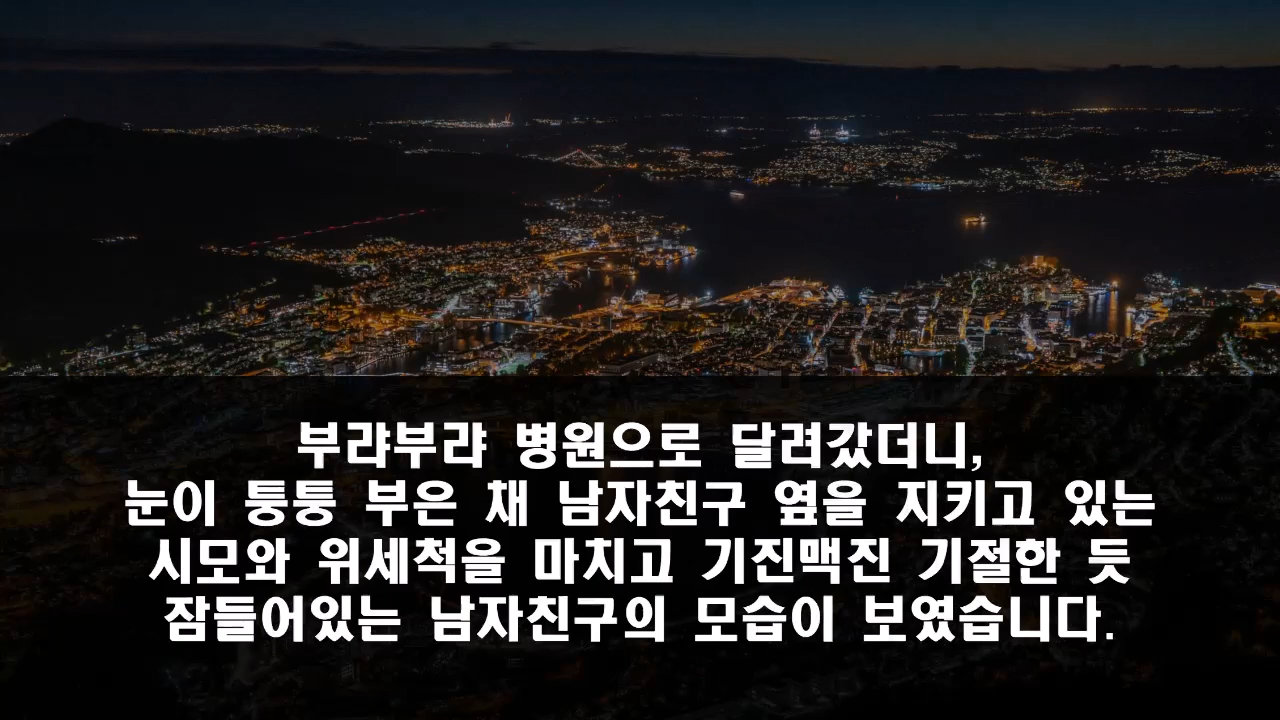 부랴부랴 병원으로 달려갔더니,
눈이 퉁퉁 부은 채 남자친구 옆을 지키고 있는
시모와 위세척을 마치고 기진맥진 기절한 듯
잠들어있는 남자친구의 모습이 보였습니다.